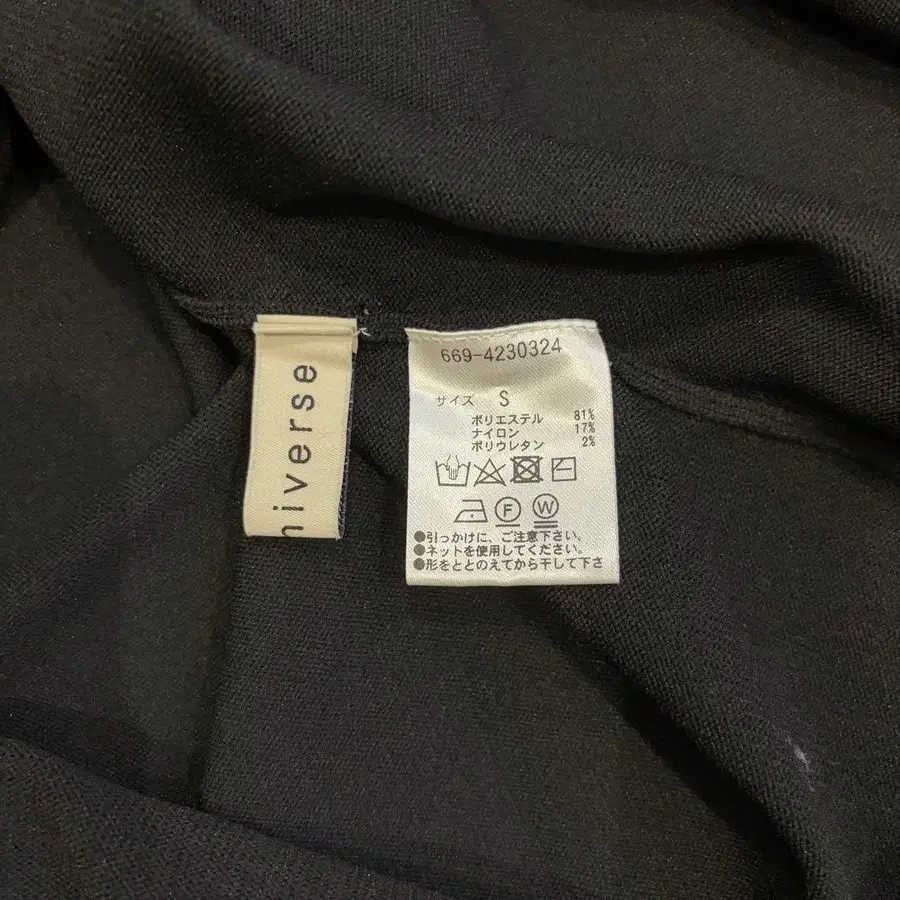 niverse
669-4230324
サイズ S
ポリエステル 81%
ナイロン 17%
ポリウレタン 2%
F W
●引っかけに、ご注意下さい。
●ネットを使用してください。
●形をととのえてから干して下さ